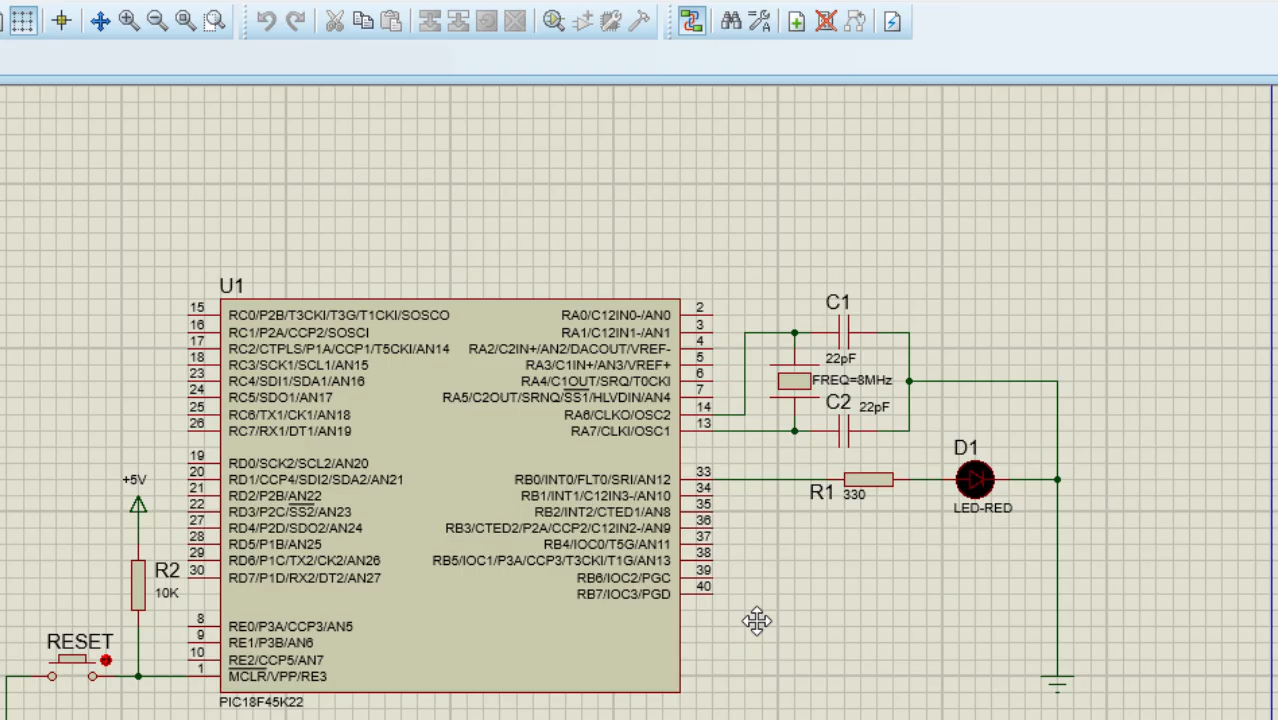 U1
15 RC0/P2B/T3CKI/T3G/T1CKI/SOSCO
16 RC1/P2A/CCP2/SOSCI
17 RC2/CTPLS/P1A/CCP1/T5CKI/AN14
18 RC3/SCK1/SCL1/AN15
23 RC4/SDI1/SDA1/AN16
24 RC5/SDO1/AN17
25 RC6/TX1/CK1/AN18
26 RC7/RX1/DT1/AN19
19 RD0/SCK2/SCL2/AN20
20 RD1/CCP4/SDI2/SDA2/AN21
21 RD2/P2B/AN22
22 RD3/P2C/SS2/AN23
27 RD4/P2D/SDO2/AN24
28 RD5/P1B/AN25
29 RD6/P1C/TX2/CK2/AN26
30 RD7/P1D/RX2/DT2/AN27
8 RE0/P3A/CCP3/AN5
9 RE1/P3B/AN6
10 RE2/CCP5/AN7
1 MCLR/VPP/RE3
RA0/C12IN0-/AN0 2
RA1/C12IN1-/AN1 3
RA2/C2IN+/AN2/DACOUT/VREF- 4
RA3/C1IN+/AN3/VREF+ 5
RA4/C1OUT/SRQ/T0CKI 6
RA5/C2OUT/SRNQ/SS1/HLVDIN/AN4 7
RA6/CLKO/OSC2 14
RA7/CLKI/OSC1 13
RB0/INT0/FLT0/SRI/AN12 33
RB1/INT1/C12IN3-/AN10 34
RB2/INT2/CTED1/AN8 35
RB3/CTED2/P2A/CCP2/C12IN2-/AN9 36
RB4/IOC0/T5G/AN11 37
RB5/IOC1/P3A/CCP3/T3CKI/T1G/AN13 38
RB6/IOC2/PGC 39
RB7/IOC3/PGD 40
PIC18F45K22
+5V
R2
10K
RESET
C1
22pF
FREQ=8MHz
C2
22pF
R1
330
D1
LED-RED